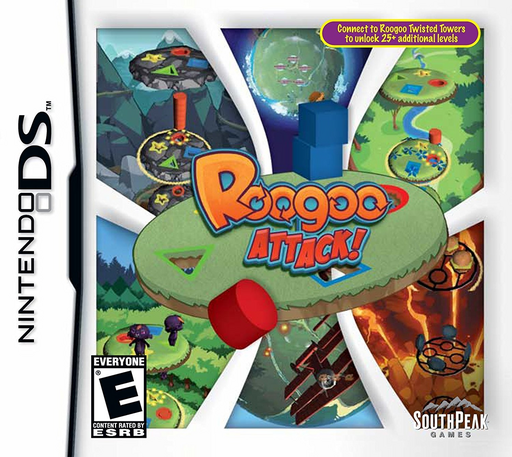 Connect to Roogoo Twisted Towers
to unlock 25+ additional levels
NINTENDO DS™
Roogoo
ATTACK!
EVERYONE
E
®
CONTENT RATED BY
ESRB
SOUTHPEAK
GAMES